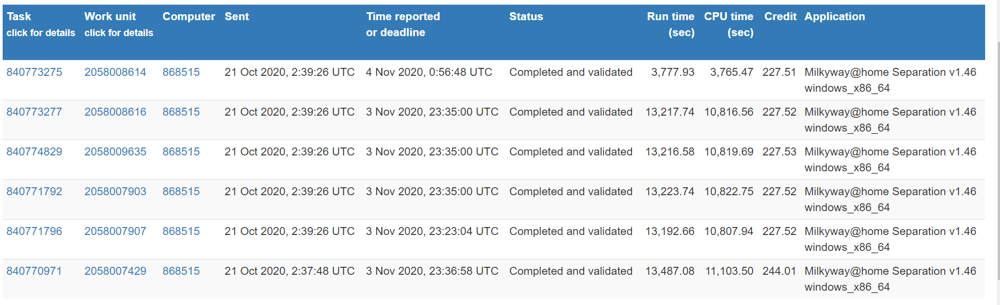 Task Work unit Computer Sent Time reported Status Run time CPU time Credit Application
click for details click for details or deadline (sec) (sec)
840773275 2058008614 868515 21 Oct 2020, 2:39:26 UTC 4 Nov 2020, 0:56:48 UTC Completed and validated 3,777.93 3,765.47 227.51 Milkyway@home Separation v1.46
windows_x86_64
840773277 2058008616 868515 21 Oct 2020, 2:39:26 UTC 3 Nov 2020, 23:35:00 UTC Completed and validated 13,217.74 10,816.56 227.52 Milkyway@home Separation v1.46
windows_x86_64
840774829 2058009635 868515 21 Oct 2020, 2:39:26 UTC 3 Nov 2020, 23:35:00 UTC Completed and validated 13,216.58 10,819.69 227.53 Milkyway@home Separation v1.46
windows_x86_64
840771792 2058007903 868515 21 Oct 2020, 2:39:26 UTC 3 Nov 2020, 23:35:00 UTC Completed and validated 13,223.74 10,822.75 227.52 Milkyway@home Separation v1.46
windows_x86_64
840771796 2058007907 868515 21 Oct 2020, 2:39:26 UTC 3 Nov 2020, 23:23:04 UTC Completed and validated 13,192.66 10,807.94 227.52 Milkyway@home Separation v1.46
windows_x86_64
840770971 2058007429 868515 21 Oct 2020, 2:37:48 UTC 3 Nov 2020, 23:36:58 UTC Completed and validated 13,487.08 11,103.50 244.01 Milkyway@home Separation v1.46
windows_x86_64